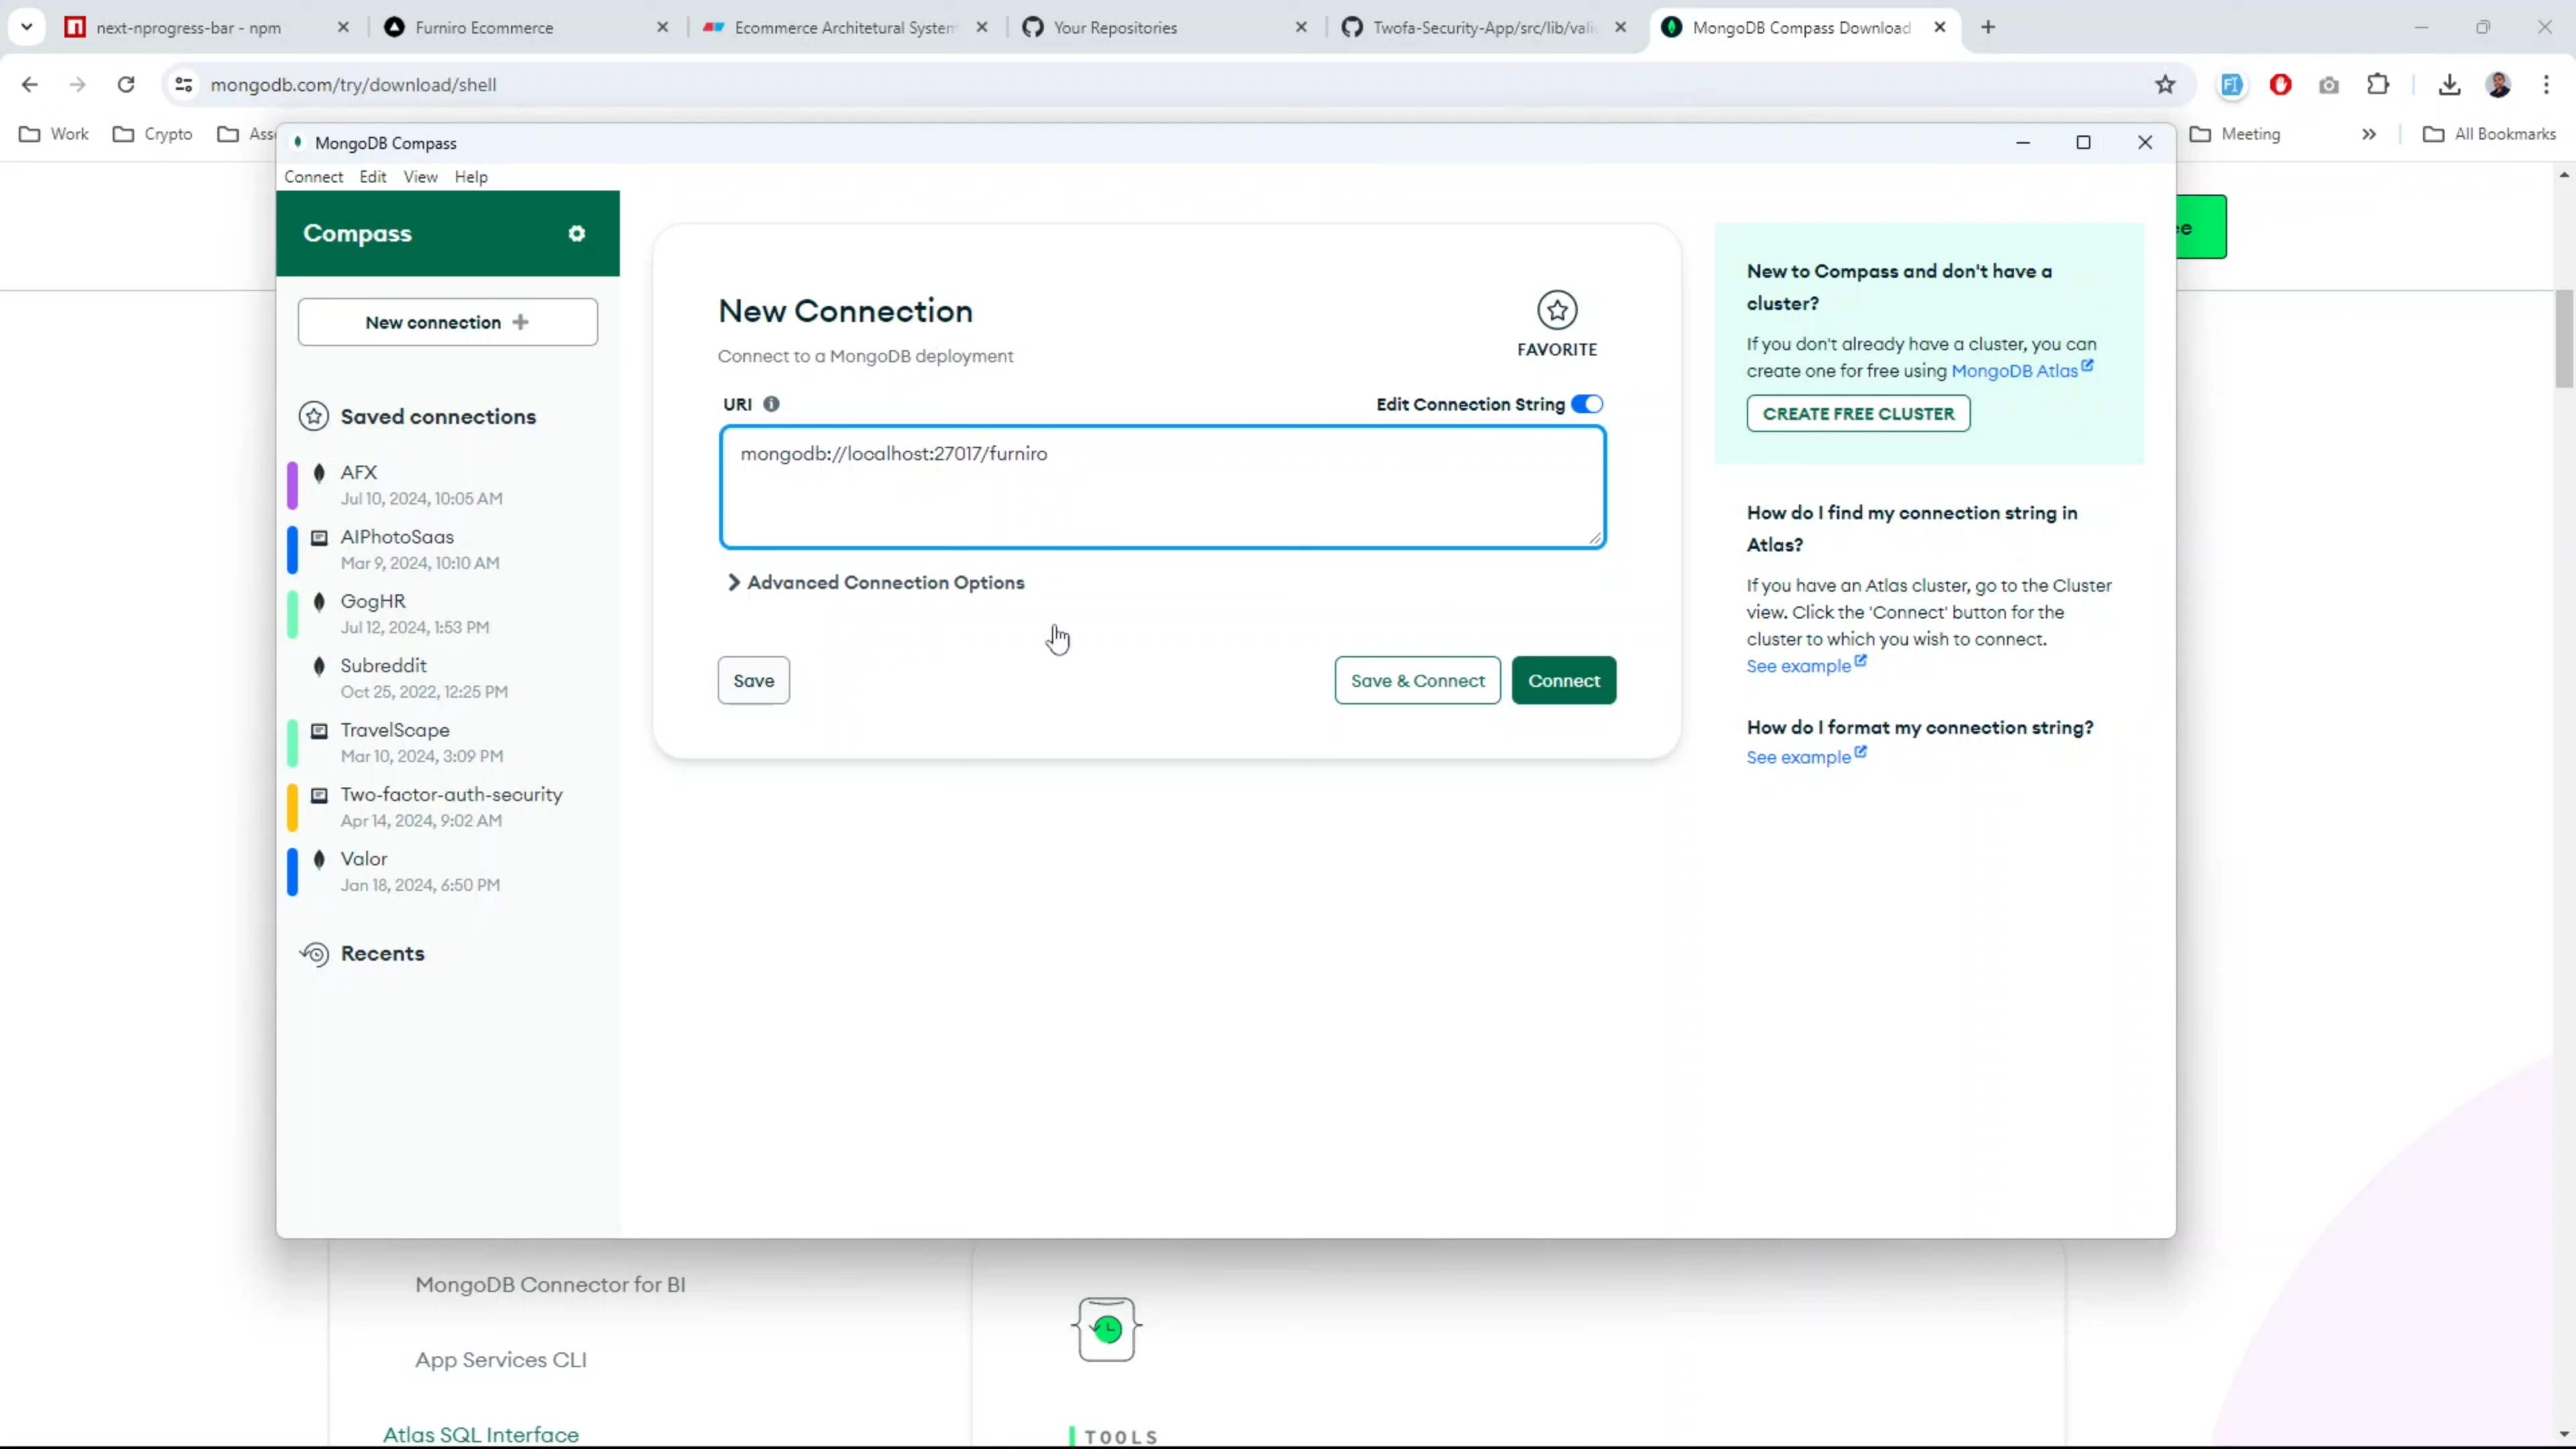 next-nprogress-bar - npm
Furniro Ecommerce
Ecommerce Architetural System
Your Repositories
Twofa-Security-App/src/lib/vali
MongoDB Compass Download
mongodb.com/try/download/shell
Work
Crypto
Asse
Meeting
All Bookmarks
MongoDB Compass
Connect Edit View Help
Compass
New connection
Saved connections
AFX
Jul 10, 2024, 10:05 AM
AIPhotoSaas
Mar 9, 2024, 10:10 AM
GogHR
Jul 12, 2024, 1:53 PM
Subreddit
Oct 25, 2022, 12:25 PM
TravelScape
Mar 10, 2024, 3:09 PM
Two-factor-auth-security
Apr 14, 2024, 9:02 AM
Valor
Jan 18, 2024, 6:50 PM
Recents
New Connection
Connect to a MongoDB deployment
FAVORITE
URI
Edit Connection String
mongodb://localhost:27017/furniro
Advanced Connection Options
Save
Save & Connect
Connect
New to Compass and don't have a
cluster?
If you don't already have a cluster, you can
create one for free using MongoDB Atlas
CREATE FREE CLUSTER
How do I find my connection string in
Atlas?
If you have an Atlas cluster, go to the Cluster
view. Click the 'Connect' button for the
cluster to which you wish to connect.
See example
How do I format my connection string?
See example
MongoDB Connector for BI
App Services CLI
Atlas SQL Interface
TOOLS